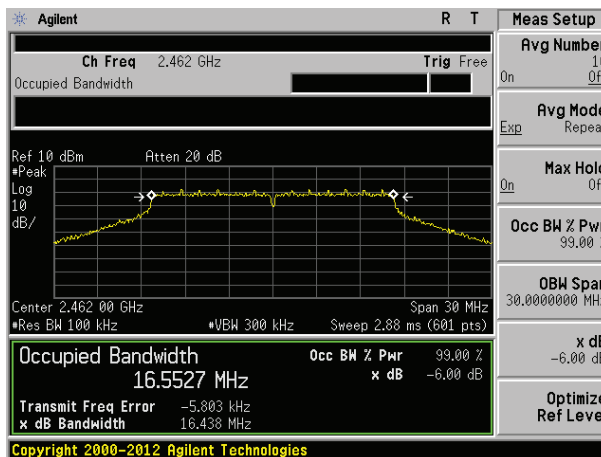 Agilent R T
Ch Freq 2.462 GHz Trig Free
Occupied Bandwidth
Ref 10 dBm Atten 20 dB
#Peak
Log
10
dB/
Center 2.462 00 GHz Span 30 MHz
#Res BW 100 kHz #VBW 300 kHz Sweep 2.88 ms (601 pts)
Occupied Bandwidth
16.5527 MHz
Occ BW % Pwr 99.00 %
x dB -6.00 dB
Transmit Freq Error -5.803 kHz
x dB Bandwidth 16.438 MHz
Copyright 2000-2012 Agilent Technologies
Meas Setup
Avg Number
10
On Of
Avg Mode
Exp Repea
Max Hold
On Of
Occ BW % Pwr
99.00
OBW Span
30.0000000 MH
x dB
-6.00 dB
Optimize
Ref Level